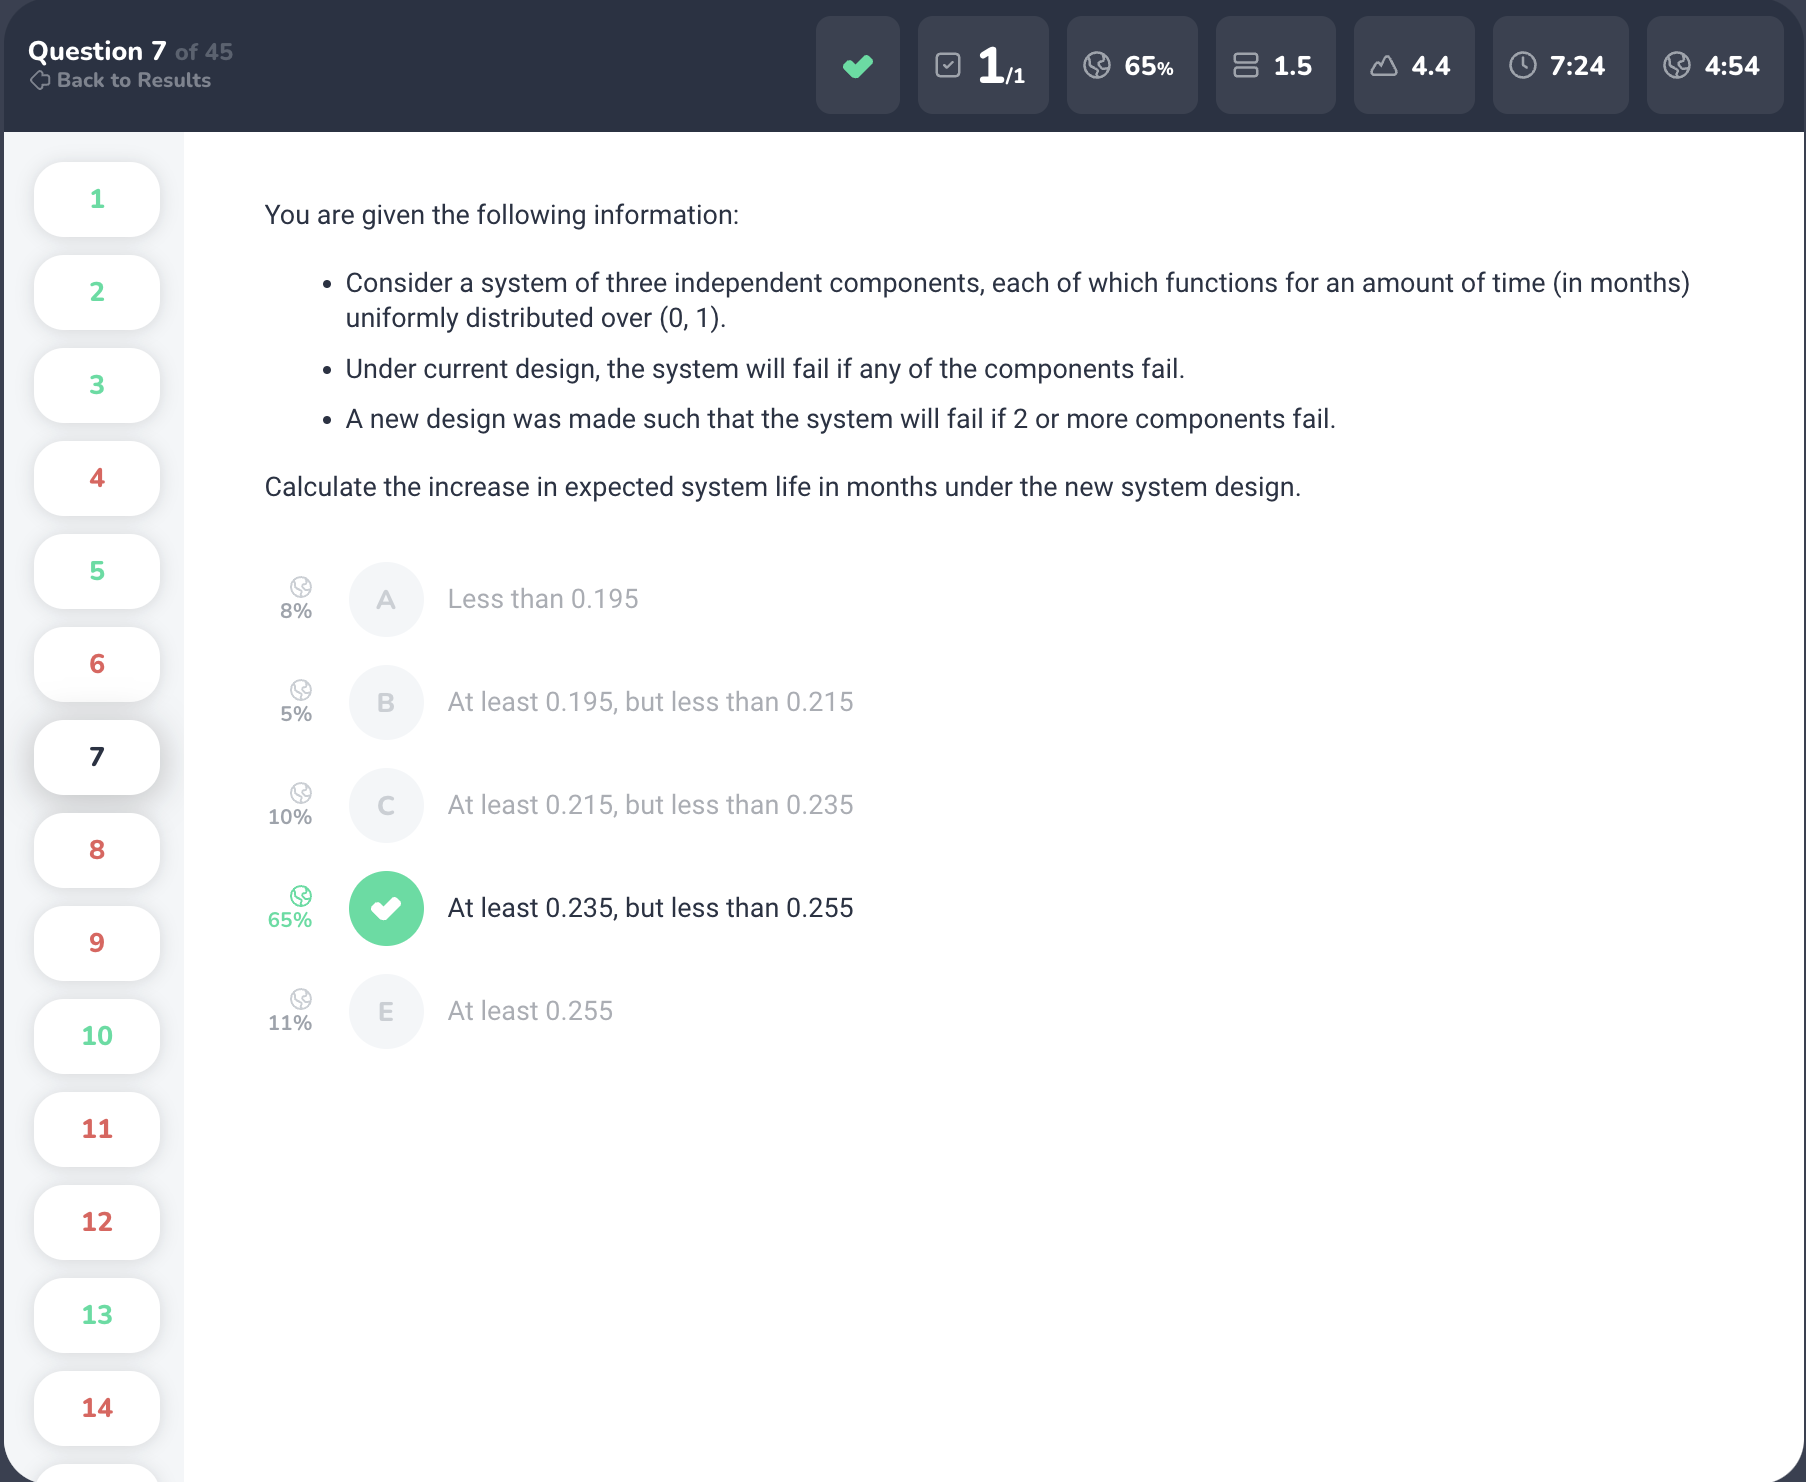 Question 7 of 45
Back to Results
1/1
65%
1.5
4.4
7:24
4:54
1
2
3
4
5
6
7
8
9
10
11
12
13
14
You are given the following information:
• Consider a system of three independent components, each of which functions for an amount of time (in months)
uniformly distributed over (0, 1).
• Under current design, the system will fail if any of the components fail.
• A new design was made such that the system will fail if 2 or more components fail.
Calculate the increase in expected system life in months under the new system design.
8% A Less than 0.195
5% B At least 0.195, but less than 0.215
10% C At least 0.215, but less than 0.235
65% At least 0.235, but less than 0.255
11% E At least 0.255